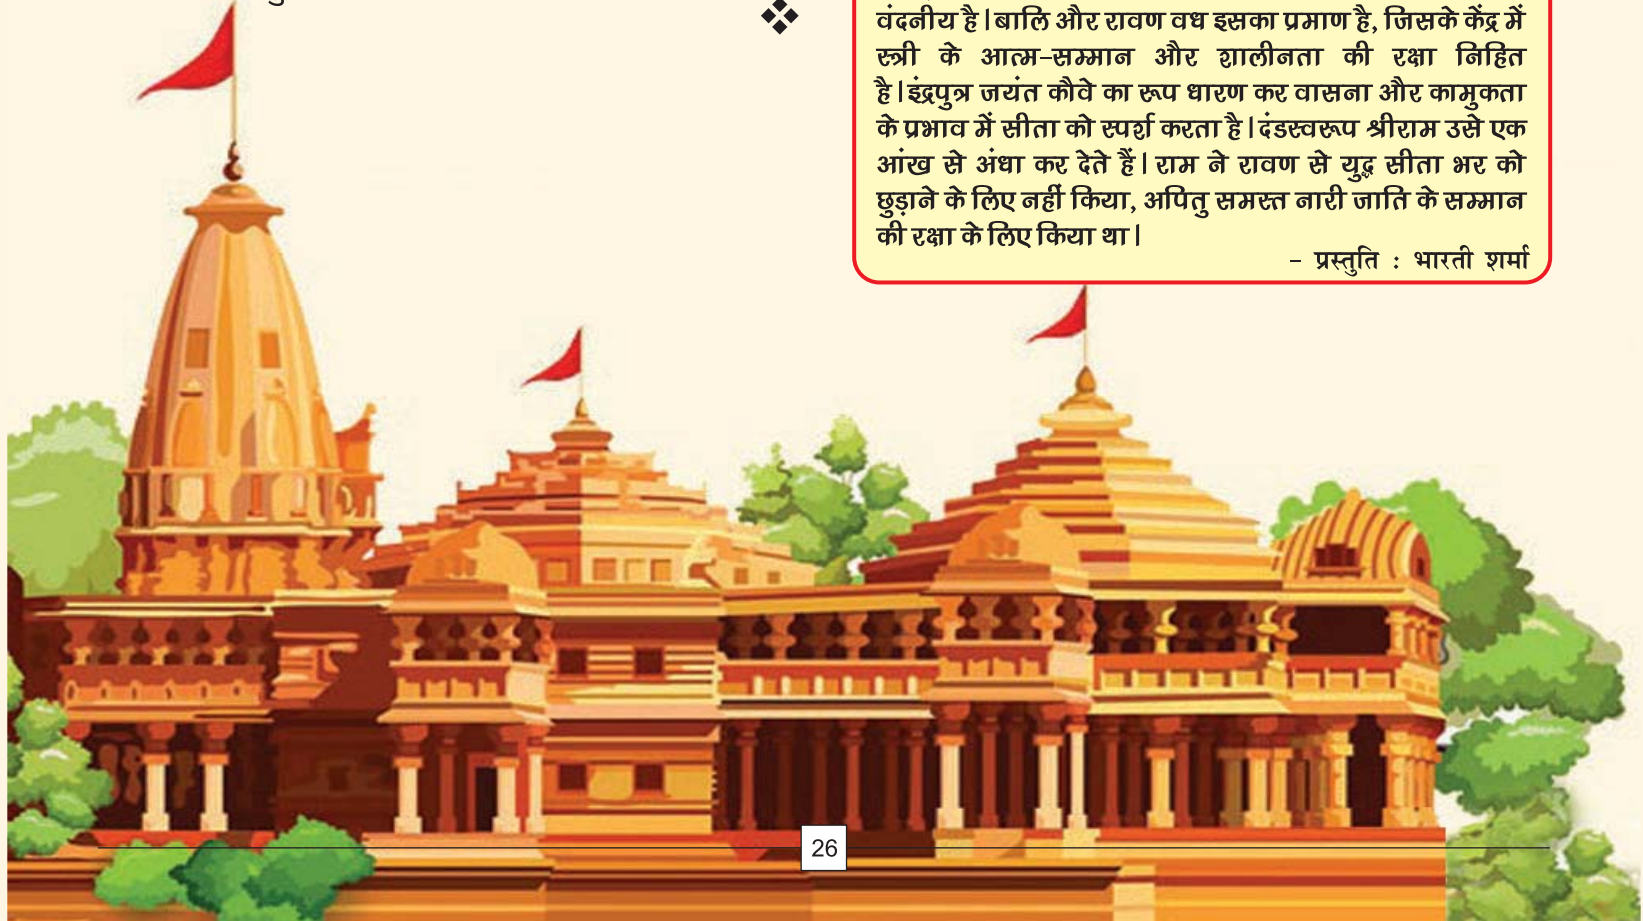 वंदनीय है। बालि और रावण वध इसका प्रमाण है, जिसके केंद्र में
स्त्री के आत्म-सम्मान और शालीनता की रक्षा निहित
है। इंद्रपुत्र जयंत कौवे का रूप धारण कर वासना और कामुकता
के प्रभाव में सीता को स्पर्श करता है। दंडस्वरूप श्रीराम उसे एक
आंख से अंधा कर देते हैं। राम ने रावण से युद्ध सीता भर को
छुड़ाने के लिए नहीं किया, अपितु समस्त नारी जाति के सम्मान
की रक्षा के लिए किया था।
- प्रस्तुति : भारती शर्मा
26